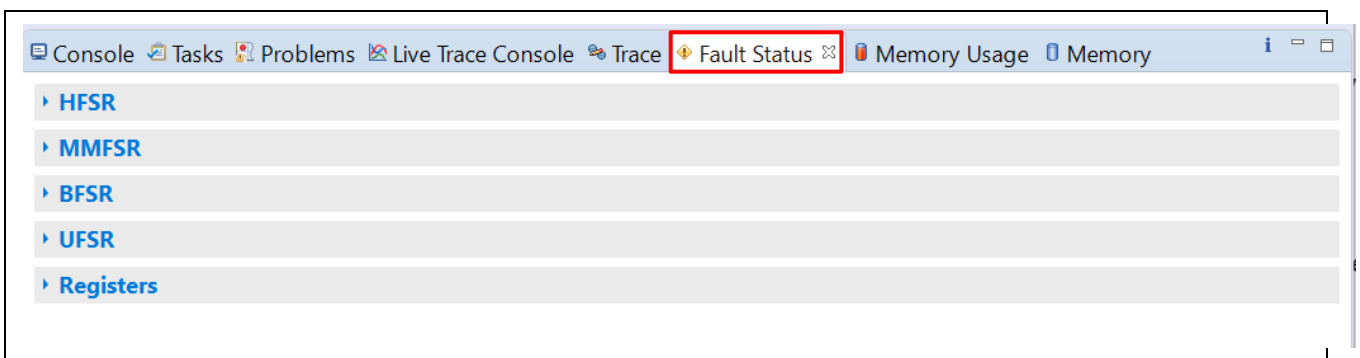 Console Tasks Problems Live Trace Console Trace Fault Status Memory Usage Memory i
HFSR
MMFSR
BFSR
UFSR
Registers